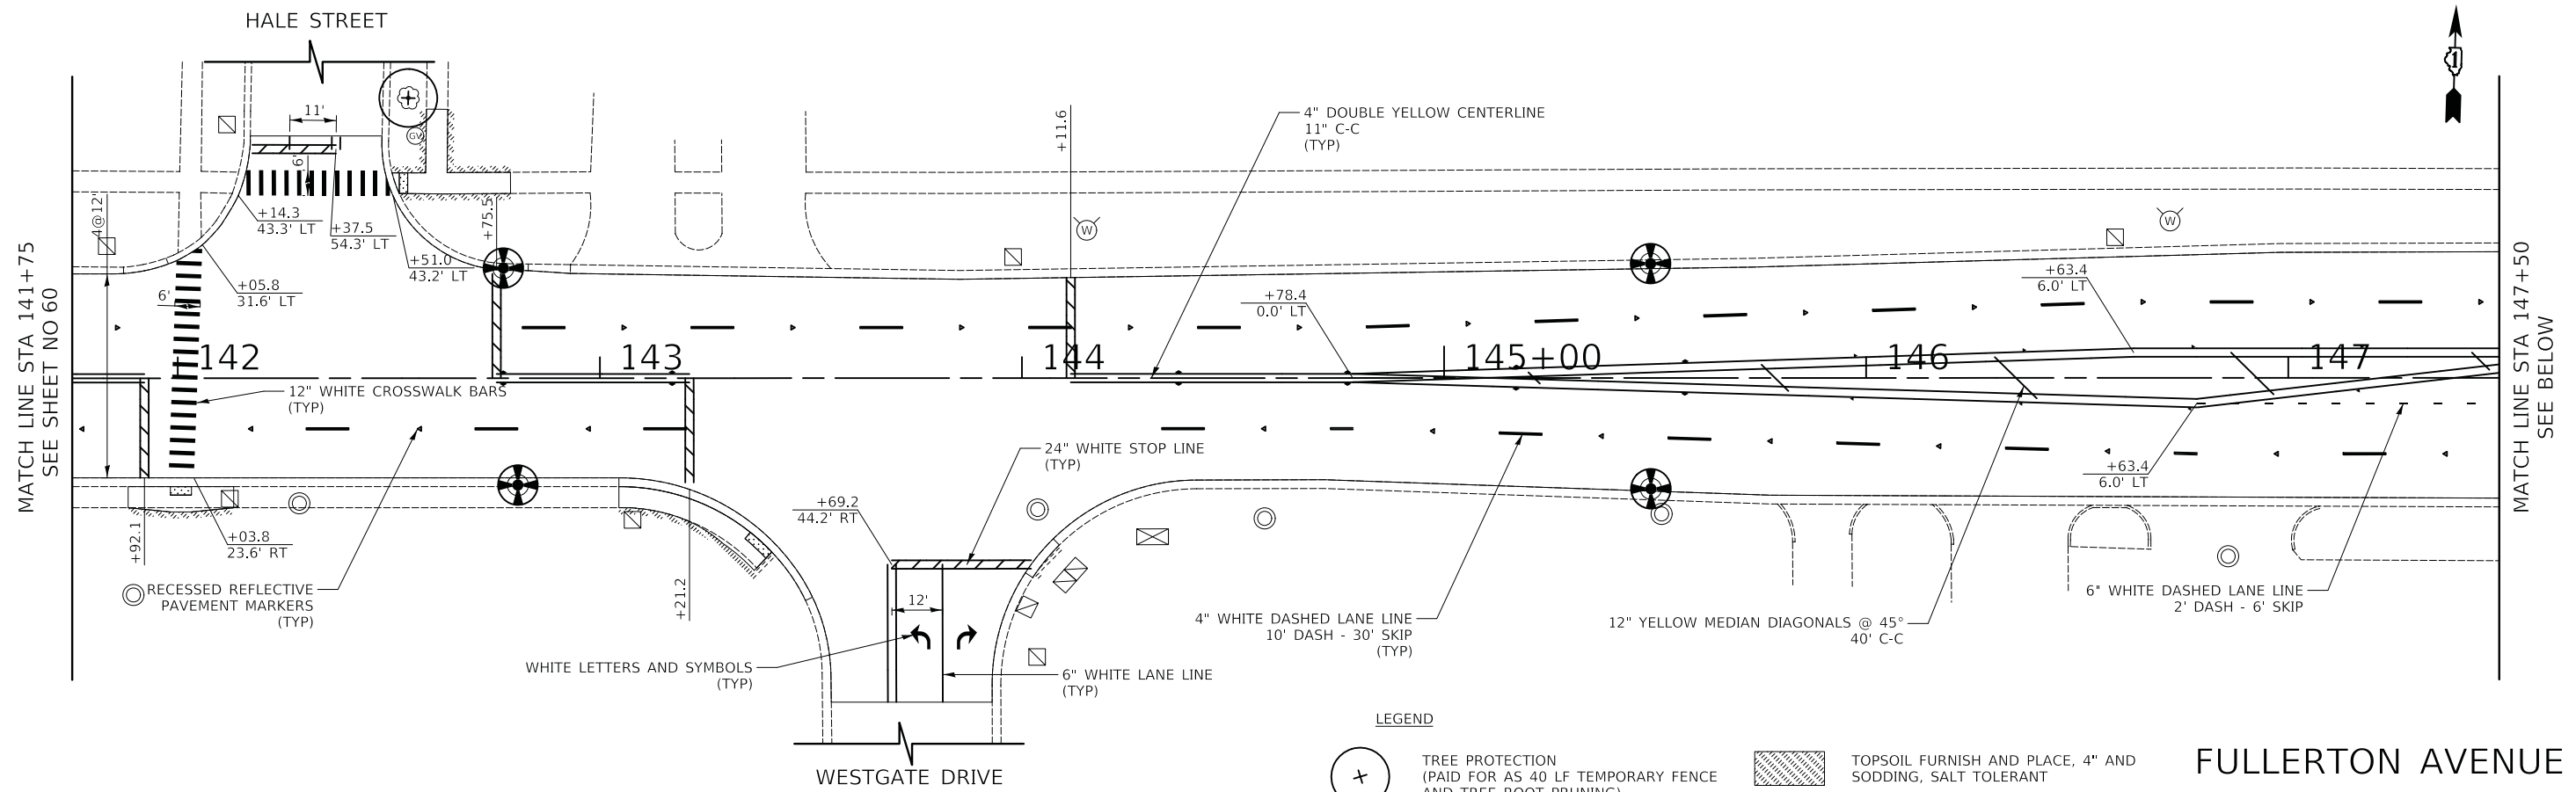 HALE STREET
11'
6'
4@12'
+14.3
43.3' LT
+37.5
54.3' LT
+51.0
43.2' LT
+75.5
GV
+11.6
4" DOUBLE YELLOW CENTERLINE
11" C-C
(TYP)
W
W
1
MATCH LINE STA 141+75
SEE SHEET NO 60
6'
+05.8
31.6' LT
+78.4
0.0' LT
+63.4
6.0' LT
142
143
144
145+00
146
147
MATCH LINE STA 147+50
SEE BELOW
12" WHITE CROSSWALK BARS
(TYP)
24" WHITE STOP LINE
(TYP)
+63.4
6.0' LT
+69.2
44.2' RT
+92.1
+03.8
23.6' RT
+21.2
RECESSED REFLECTIVE
PAVEMENT MARKERS
(TYP)
12'
4" WHITE DASHED LANE LINE
10' DASH - 30' SKIP
(TYP)
12" YELLOW MEDIAN DIAGONALS @ 45°
40' C-C
6" WHITE DASHED LANE LINE
2' DASH - 6' SKIP
WHITE LETTERS AND SYMBOLS
(TYP)
6" WHITE LANE LINE
(TYP)
WESTGATE DRIVE
LEGEND
TREE PROTECTION
(PAID FOR AS 40 LF TEMPORARY FENCE
AND TREE ROOT PRUNING)
TOPSOIL FURNISH AND PLACE, 4" AND
SODDING, SALT TOLERANT
FULLERTON AVENUE